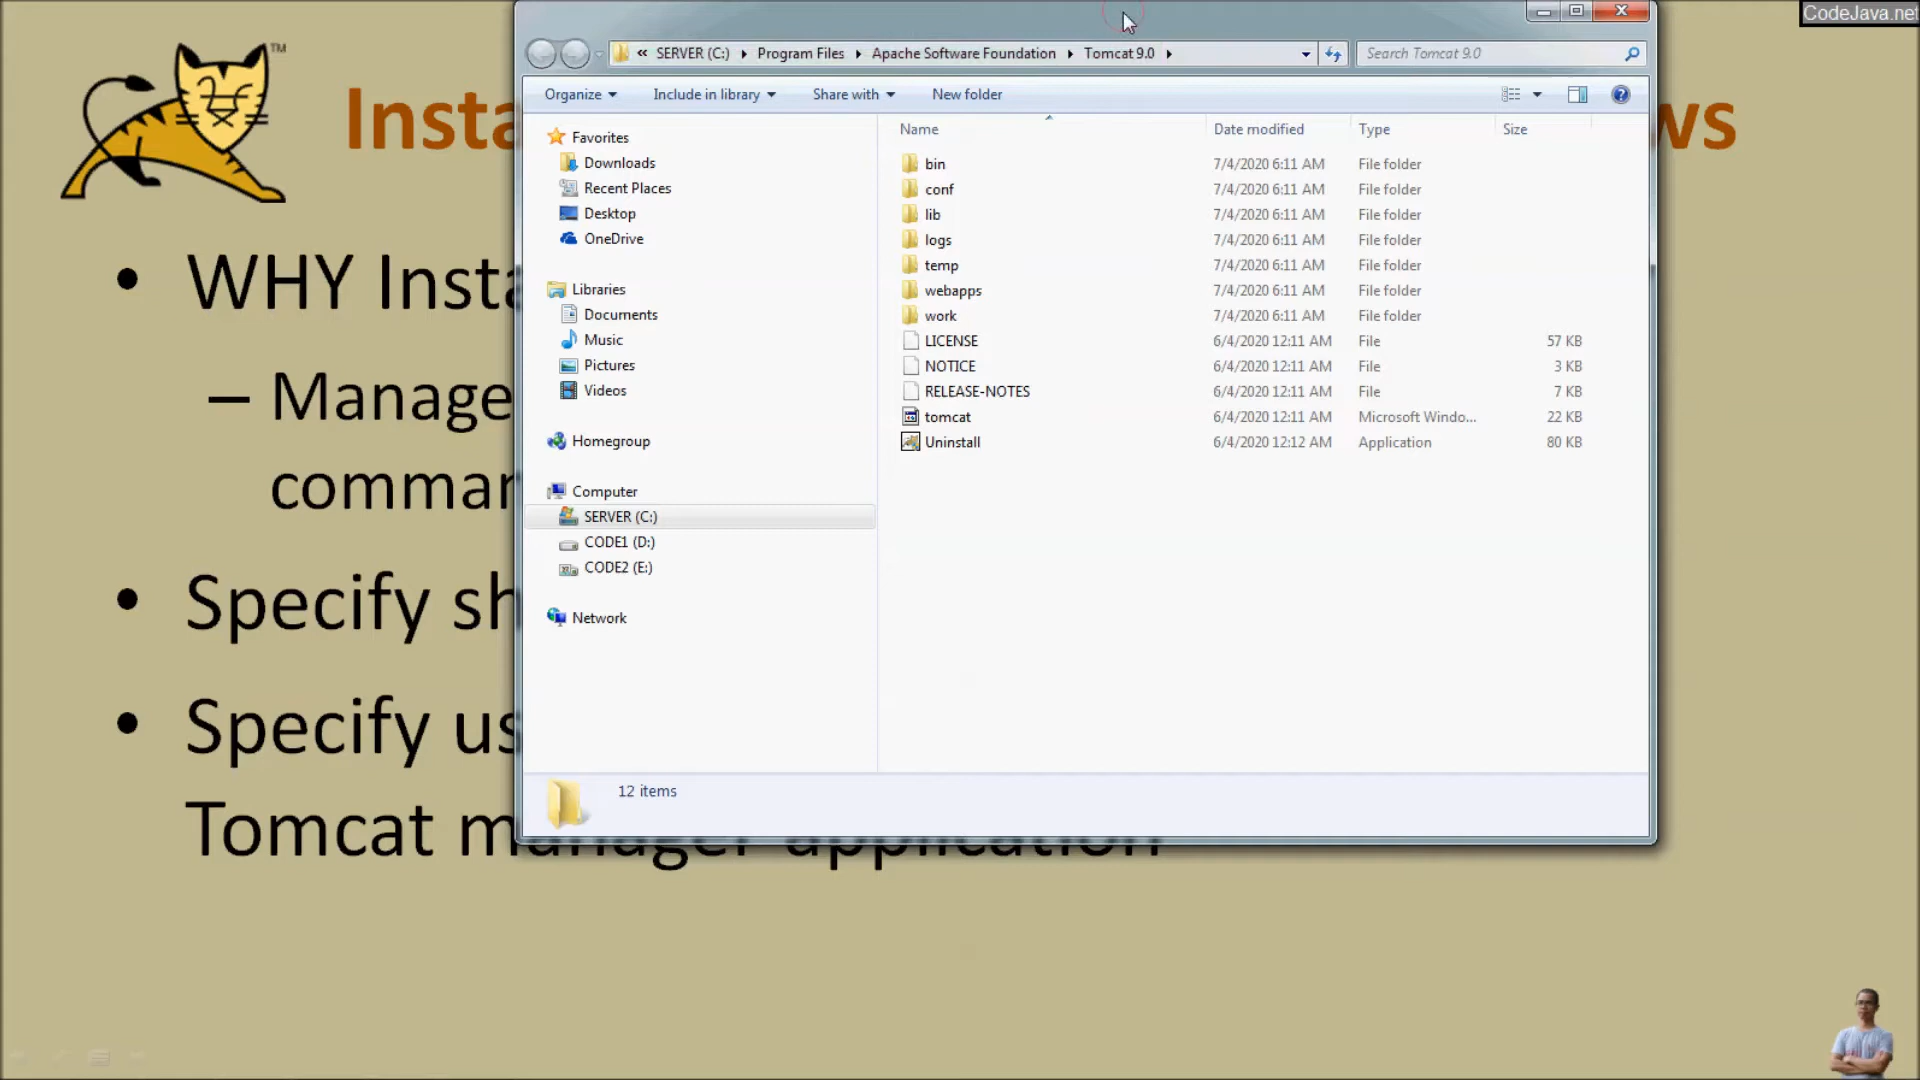 CodeJava.net
TM
Insta
ws
WHY Insta
– Manage
comman
Specify sh
Specify us
Tomcat manager application
« SERVER (C:) Program Files Apache Software Foundation Tomcat 9.0
Search Tomcat 9.0
Organize Include in library Share with New folder
Favorites
Downloads
Recent Places
Desktop
OneDrive
Libraries
Documents
Music
Pictures
Videos
Homegroup
Computer
SERVER (C:)
CODE1 (D:)
CODE2 (E:)
Network
Name Date modified Type Size
bin 7/4/2020 6:11 AM File folder
conf 7/4/2020 6:11 AM File folder
lib 7/4/2020 6:11 AM File folder
logs 7/4/2020 6:11 AM File folder
temp 7/4/2020 6:11 AM File folder
webapps 7/4/2020 6:11 AM File folder
work 7/4/2020 6:11 AM File folder
LICENSE 6/4/2020 12:11 AM File 57 KB
NOTICE 6/4/2020 12:11 AM File 3 KB
RELEASE-NOTES 6/4/2020 12:11 AM File 7 KB
tomcat 6/4/2020 12:11 AM Microsoft Windo... 22 KB
Uninstall 6/4/2020 12:12 AM Application 80 KB
12 items